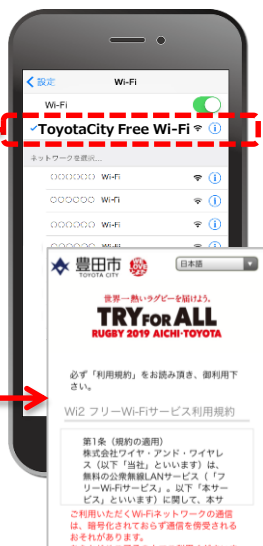 設定
Wi-Fi
Wi-Fi
ToyotaCity Free Wi-Fi
ネットワークを選択...
○○○○○○ Wi-Fi
○○○○○○ Wi-Fi
○○○○○○ Wi-Fi
○○○○○○ Wi-Fi
豊田市
TOYOTA CITY
日本語
世界一熱いラグビーを届けよう。
TRY FOR ALL
RUGBY 2019 AICHI・TOYOTA
必ず「利用規約」をお読み頂き、御利用下
さい。
Wi2 フリーWi-Fiサービス利用規約
第1条（規約の適用）
株式会社ワイヤ・アンド・ワイヤレ
ス（以下「当社」といいます）は、
無料の公衆無線LANサービス（「フ
リーWi-Fiサービス」。以下「本サー
ビス」といいます）に関して、本サ
ご利用いただくWi-Fiネットワークの通信
は、暗号化されておらず通信を傍受される
おそれがあります。